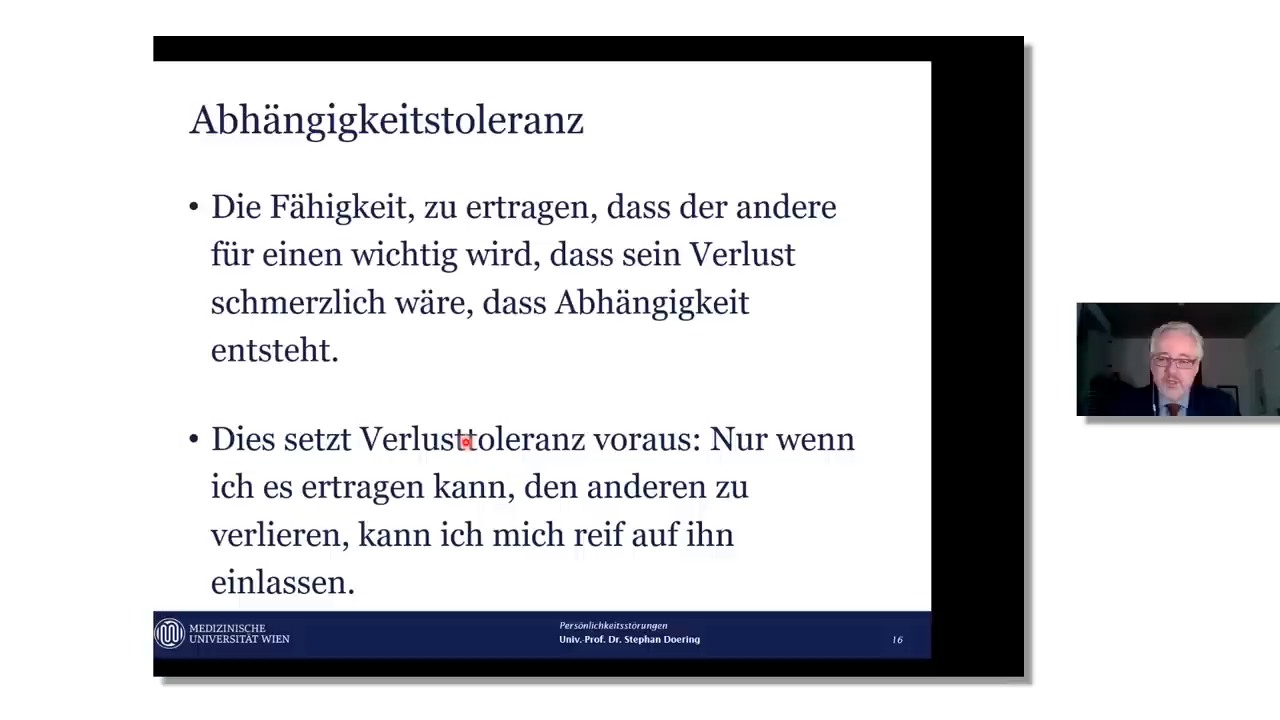 Abhängigkeitstoleranz
• Die Fähigkeit, zu ertragen, dass der andere
für einen wichtig wird, dass sein Verlust
schmerzlich wäre, dass Abhängigkeit
entsteht.
• Dies setzt Verlusttoleranz voraus: Nur wenn
ich es ertragen kann, den anderen zu
verlieren, kann ich mich reif auf ihn
einlassen.
MEDIZINISCHE
UNIVERSITÄT WIEN
Persönlichkeitsstörungen
Univ.-Prof. Dr. Stephan Doering
16